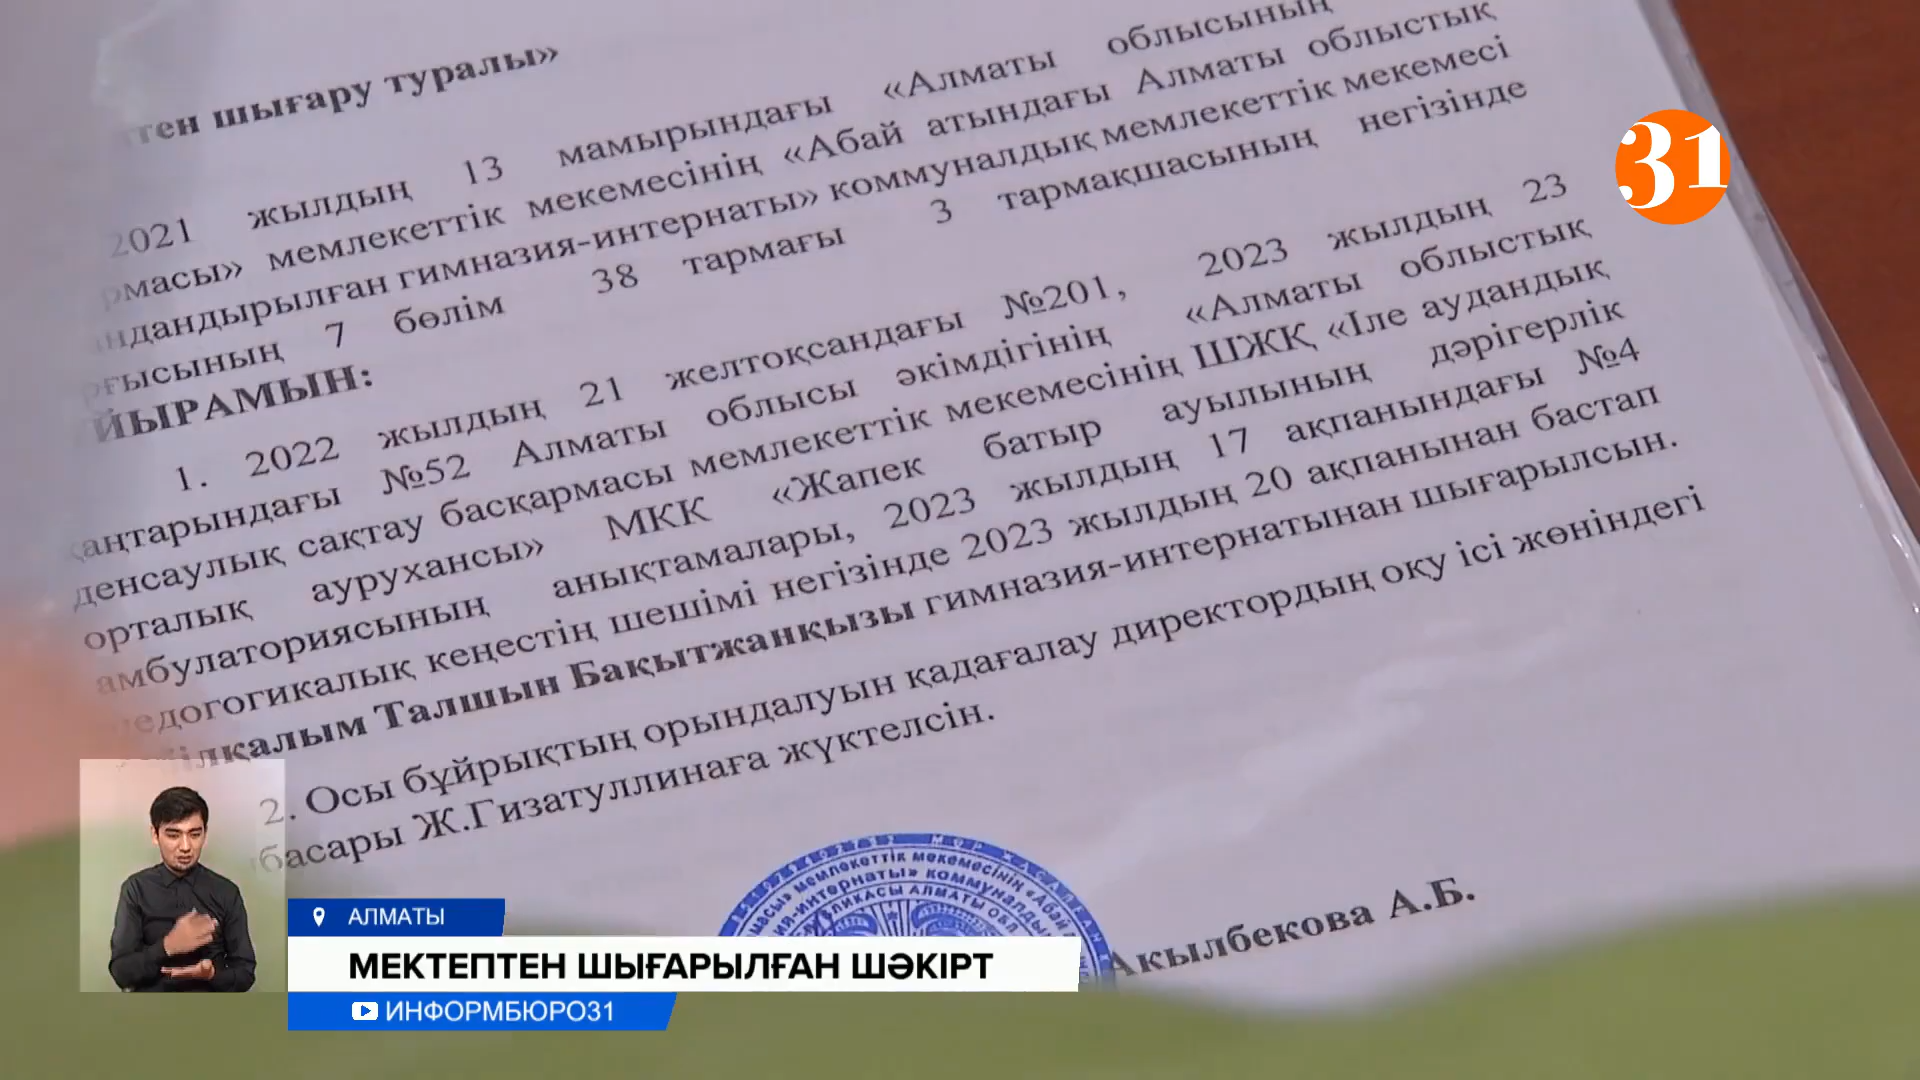 тен шығару туралы»
2021 жылдың 13 мамырындағы «Алматы облысының
рмасы» мемлекеттік мекемесінің «Абай атындағы Алматы облыстық
ндандырылған гимназия-интернаты» коммуналдық мемлекеттік мекемесі
ғысының 7 бөлім 38 тармағы 3 тармақшасының негізінде
ЙЫРАМЫН:
1. 2022 жылдың 21 желтоқсандағы №201, 2023 жылдың 23
қаңтарындағы №52 Алматы облысы әкімдігінің «Алматы облыстық
денсаулық сақтау басқармасы мемлекеттік мекемесінің ШЖҚ «Іле аудандық
орталық аурухансы» МКК «Жапек батыр ауылының дәрігерлік
амбулаториясының анықтамалары, 2023 жылдың 17 ақпанындағы №4
педогогикалық кеңестің шешімі негізінде 2023 жылдың 20 ақпанынан бастап
ілқалым Талшын Бақытжанқызы гимназия-интернатынан шығарылсын.
2. Осы бұйрықтың орындалуын қадағалау директордың оқу ісі жөніндегі
басары Ж.Гизатуллинаға жүктелсін.
Ақылбекова А.Б.
31
АЛМАТЫ
МЕКТЕПТЕН ШЫҒАРЫЛҒАН ШӘКІРТ
ИНФОРМБЮРО31